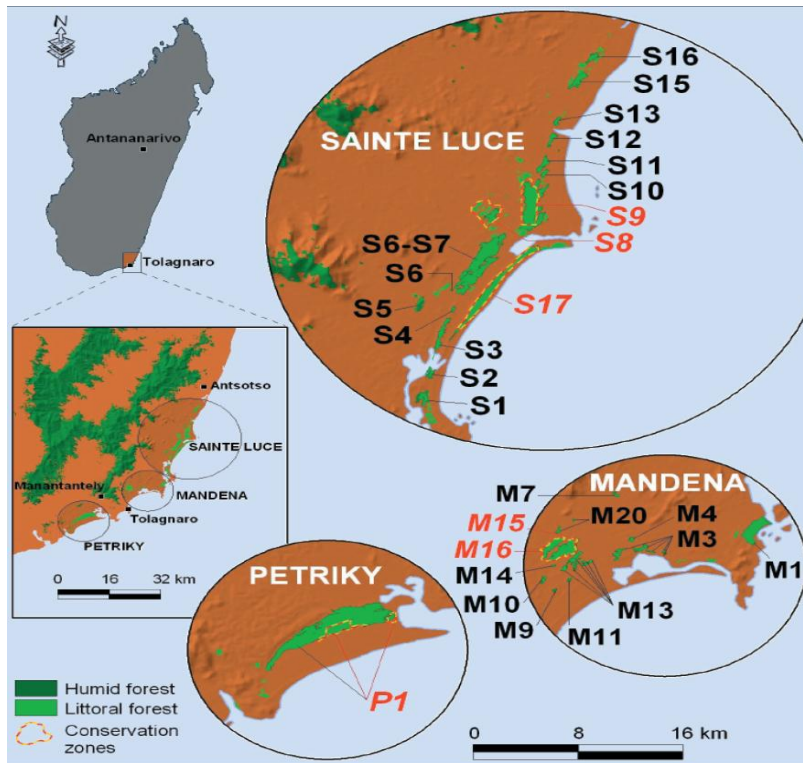 N
Antananarivo
Tolagnaro
SAINTE LUCE
S16
S15
S13
S12
S11
S10
S9
S8
S6-S7
S6
S5
S4
S17
S3
S2
S1
Antsotso
SAINTE LUCE
Manantantely
MANDENA
Tolagnaro
PETRIKY
0 16 32 km
MANDENA
M7
M15
M20
M4
M16
M3
M14
M1
M10
M13
M9
M11
PETRIKY
P1
Humid forest
Littoral forest
Conservation
zones
0 8 16 km